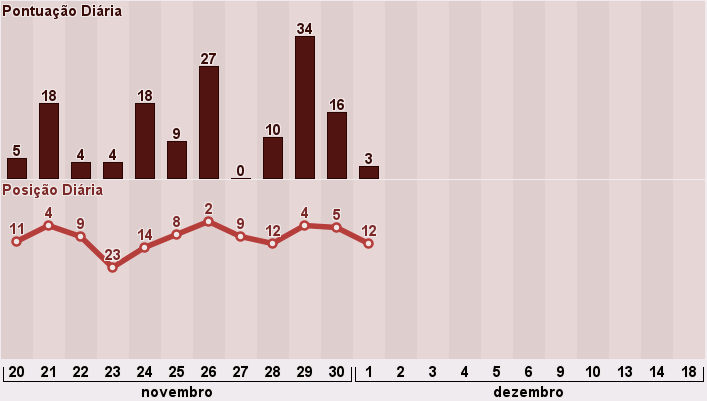 Pontuação Diária
5 18 4 4 18 9 27 0 10 34 16 3
Posição Diária
11 4 9 23 14 8 2 9 12 4 5 12
20 21 22 23 24 25 26 27 28 29 30 1 2 3 4 5 6 9 10 13 14 18
novembro dezembro